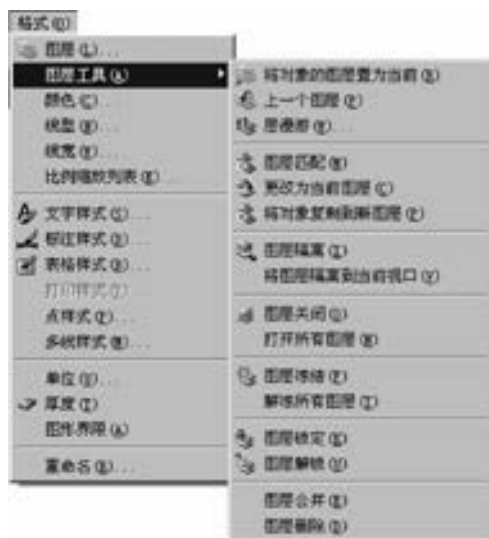 格式(O)
图层(L)...
图层工具(A)
颜色(C)...
线型(N)...
线宽(W)...
比例缩放列表(E)...
文字样式(S)...
标注样式(D)...
表格样式(B)...
打印样式(Y)...
点样式(P)...
多线样式(M)...
单位(U)...
厚度(T)
图形界限(A)
重命名(R)...
将对象的图层置为当前(Q)
上一个图层(P)
层漫游(W)...
图层匹配(M)
更改为当前图层(C)
将对象复制到新图层(P)
图层隔离(I)
将图层隔离到当前视口(V)
图层关闭(O)
打开所有图层(N)
图层冻结(F)
解冻所有图层(T)
图层锁定(K)
图层解锁(U)
图层合并(E)
图层删除(D)